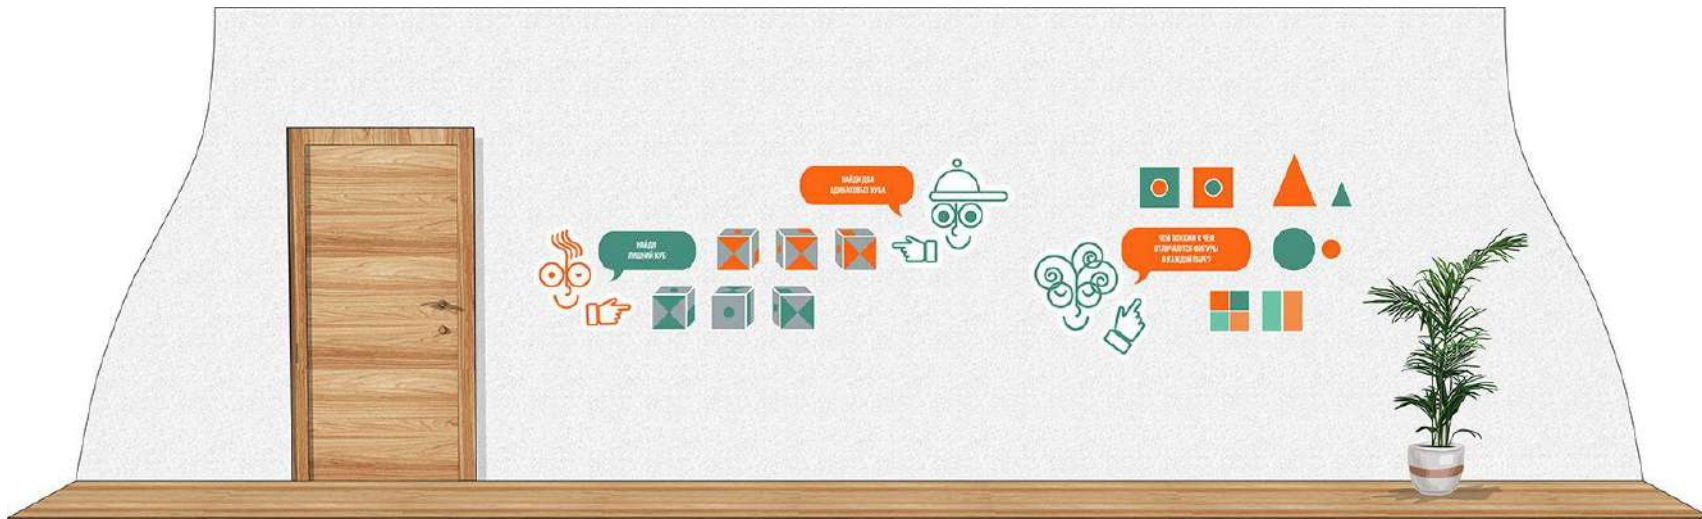 НАЙДИ ДВА
ОДИНАКОВЫХ КУБА
НАЙДИ
ЛИШНИЙ КУБ
ЧЕМ ПОХОЖИ И ЧЕМ
ОТЛИЧАЮТСЯ ФИГУРЫ
В КАЖДОЙ ПАРЕ?